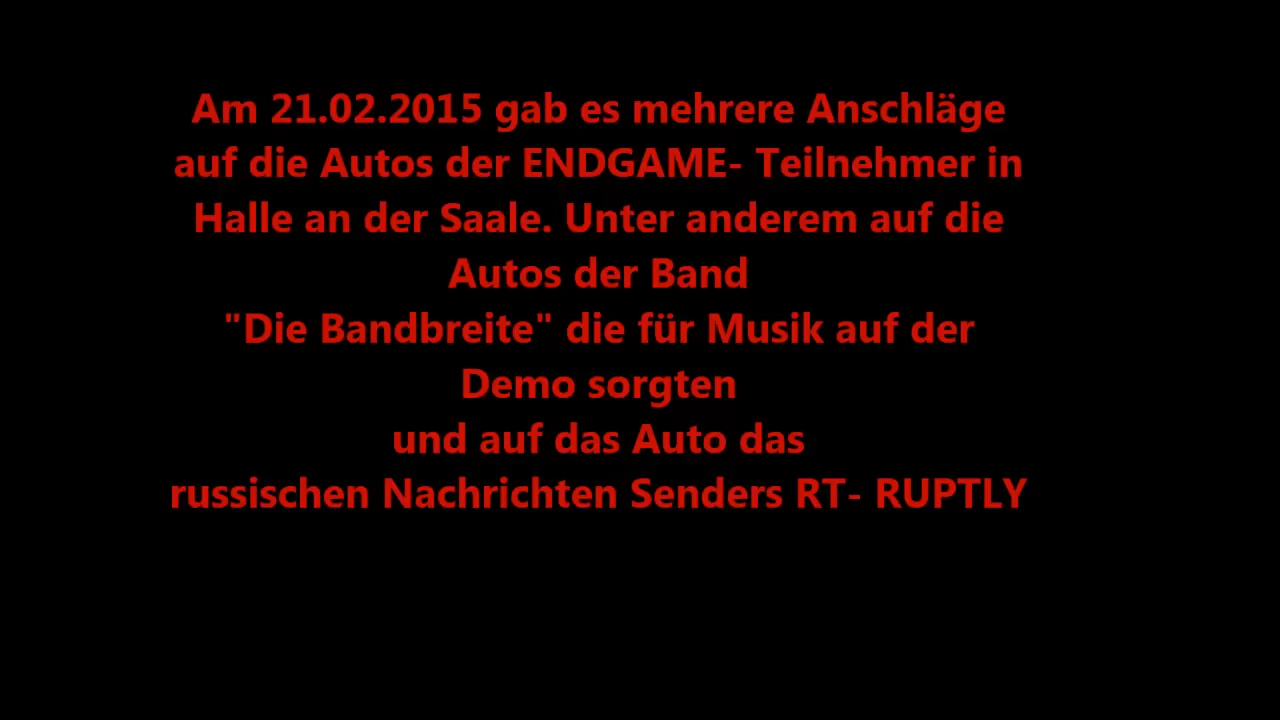 Am 21.02.2015 gab es mehrere Anschläge
auf die Autos der ENDGAME- Teilnehmer in
Halle an der Saale. Unter anderem auf die
Autos der Band
"Die Bandbreite" die für Musik auf der
Demo sorgten
und auf das Auto das
russischen Nachrichten Senders RT- RUPTLY